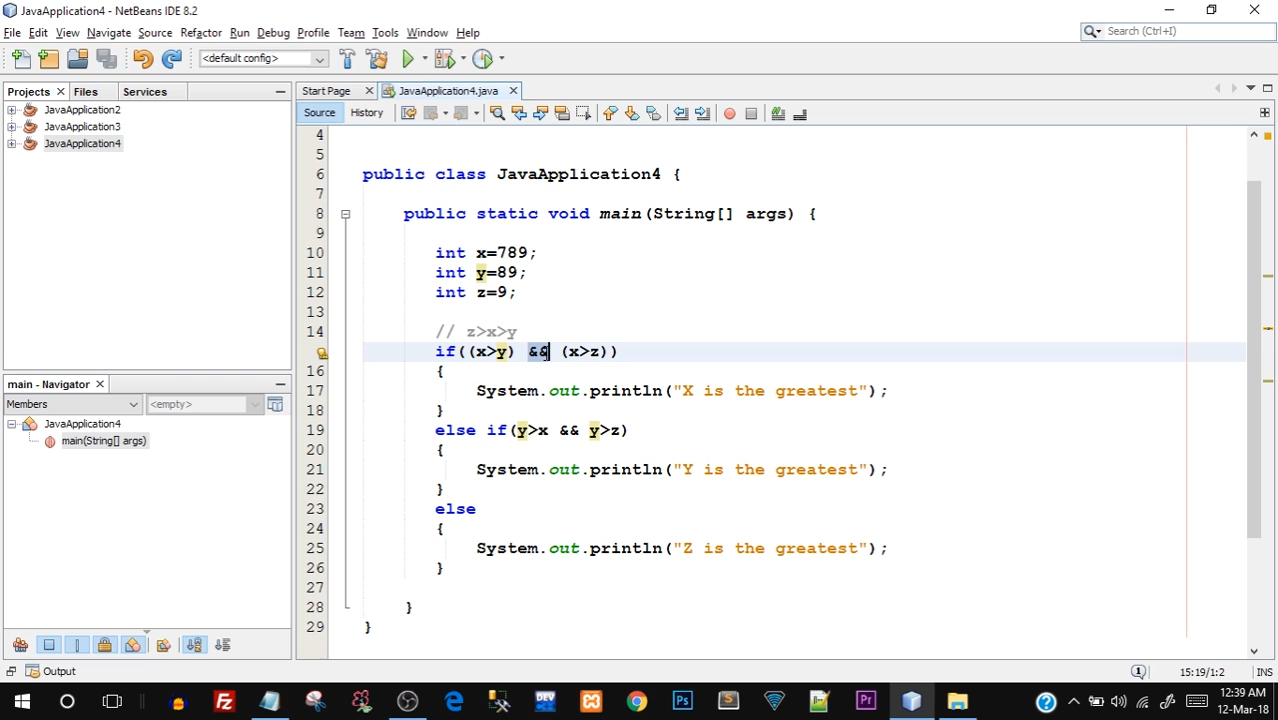 JavaApplication4 - NetBeans IDE 8.2
File Edit View Navigate Source Refactor Run Debug Profile Team Tools Window Help
Search (Ctrl+I)
<default config>
Projects Files Services
Start Page JavaApplication4.java
JavaApplication2
JavaApplication3
JavaApplication4
Source History
4
5
6 public class JavaApplication4 {
7
8 public static void main(String[] args) {
9
10 int x=789;
11 int y=89;
12 int z=9;
13
14 // z>x>y
if((x>y) && (x>z))
16 {
17 System.out.println("X is the greatest");
18 }
19 else if(y>x && y>z)
20 {
21 System.out.println("Y is the greatest");
22 }
23 else
24 {
25 System.out.println("Z is the greatest");
26 }
27
28 }
29 }
main - Navigator
Members <empty>
JavaApplication4
main(String[] args)
Output
1 15:19/1:2 INS
DEV
Ps S Pr
12:39 AM
12-Mar-18